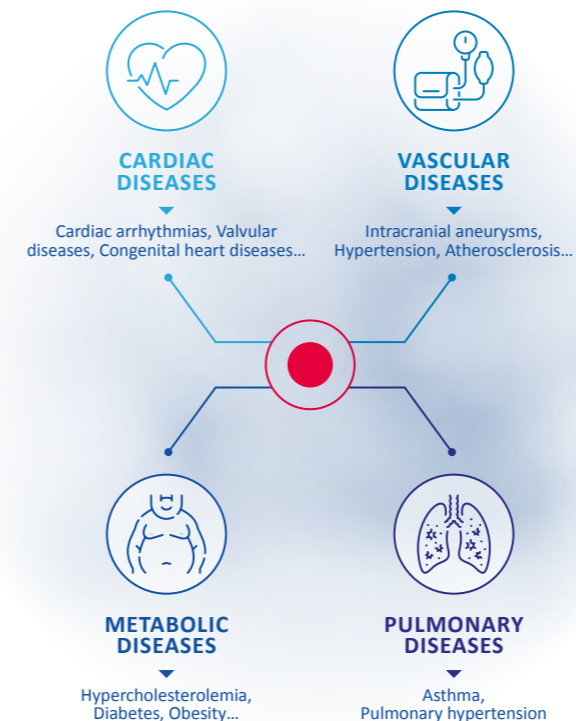 CARDIAC
DISEASES
Cardiac arrhythmias, Valvular
diseases, Congenital heart diseases...
VASCULAR
DISEASES
Intracranial aneurysms,
Hypertension, Atherosclerosis...
METABOLIC
DISEASES
Hypercholesterolemia,
Diabetes, Obesity...
PULMONARY
DISEASES
Asthma,
Pulmonary hypertension